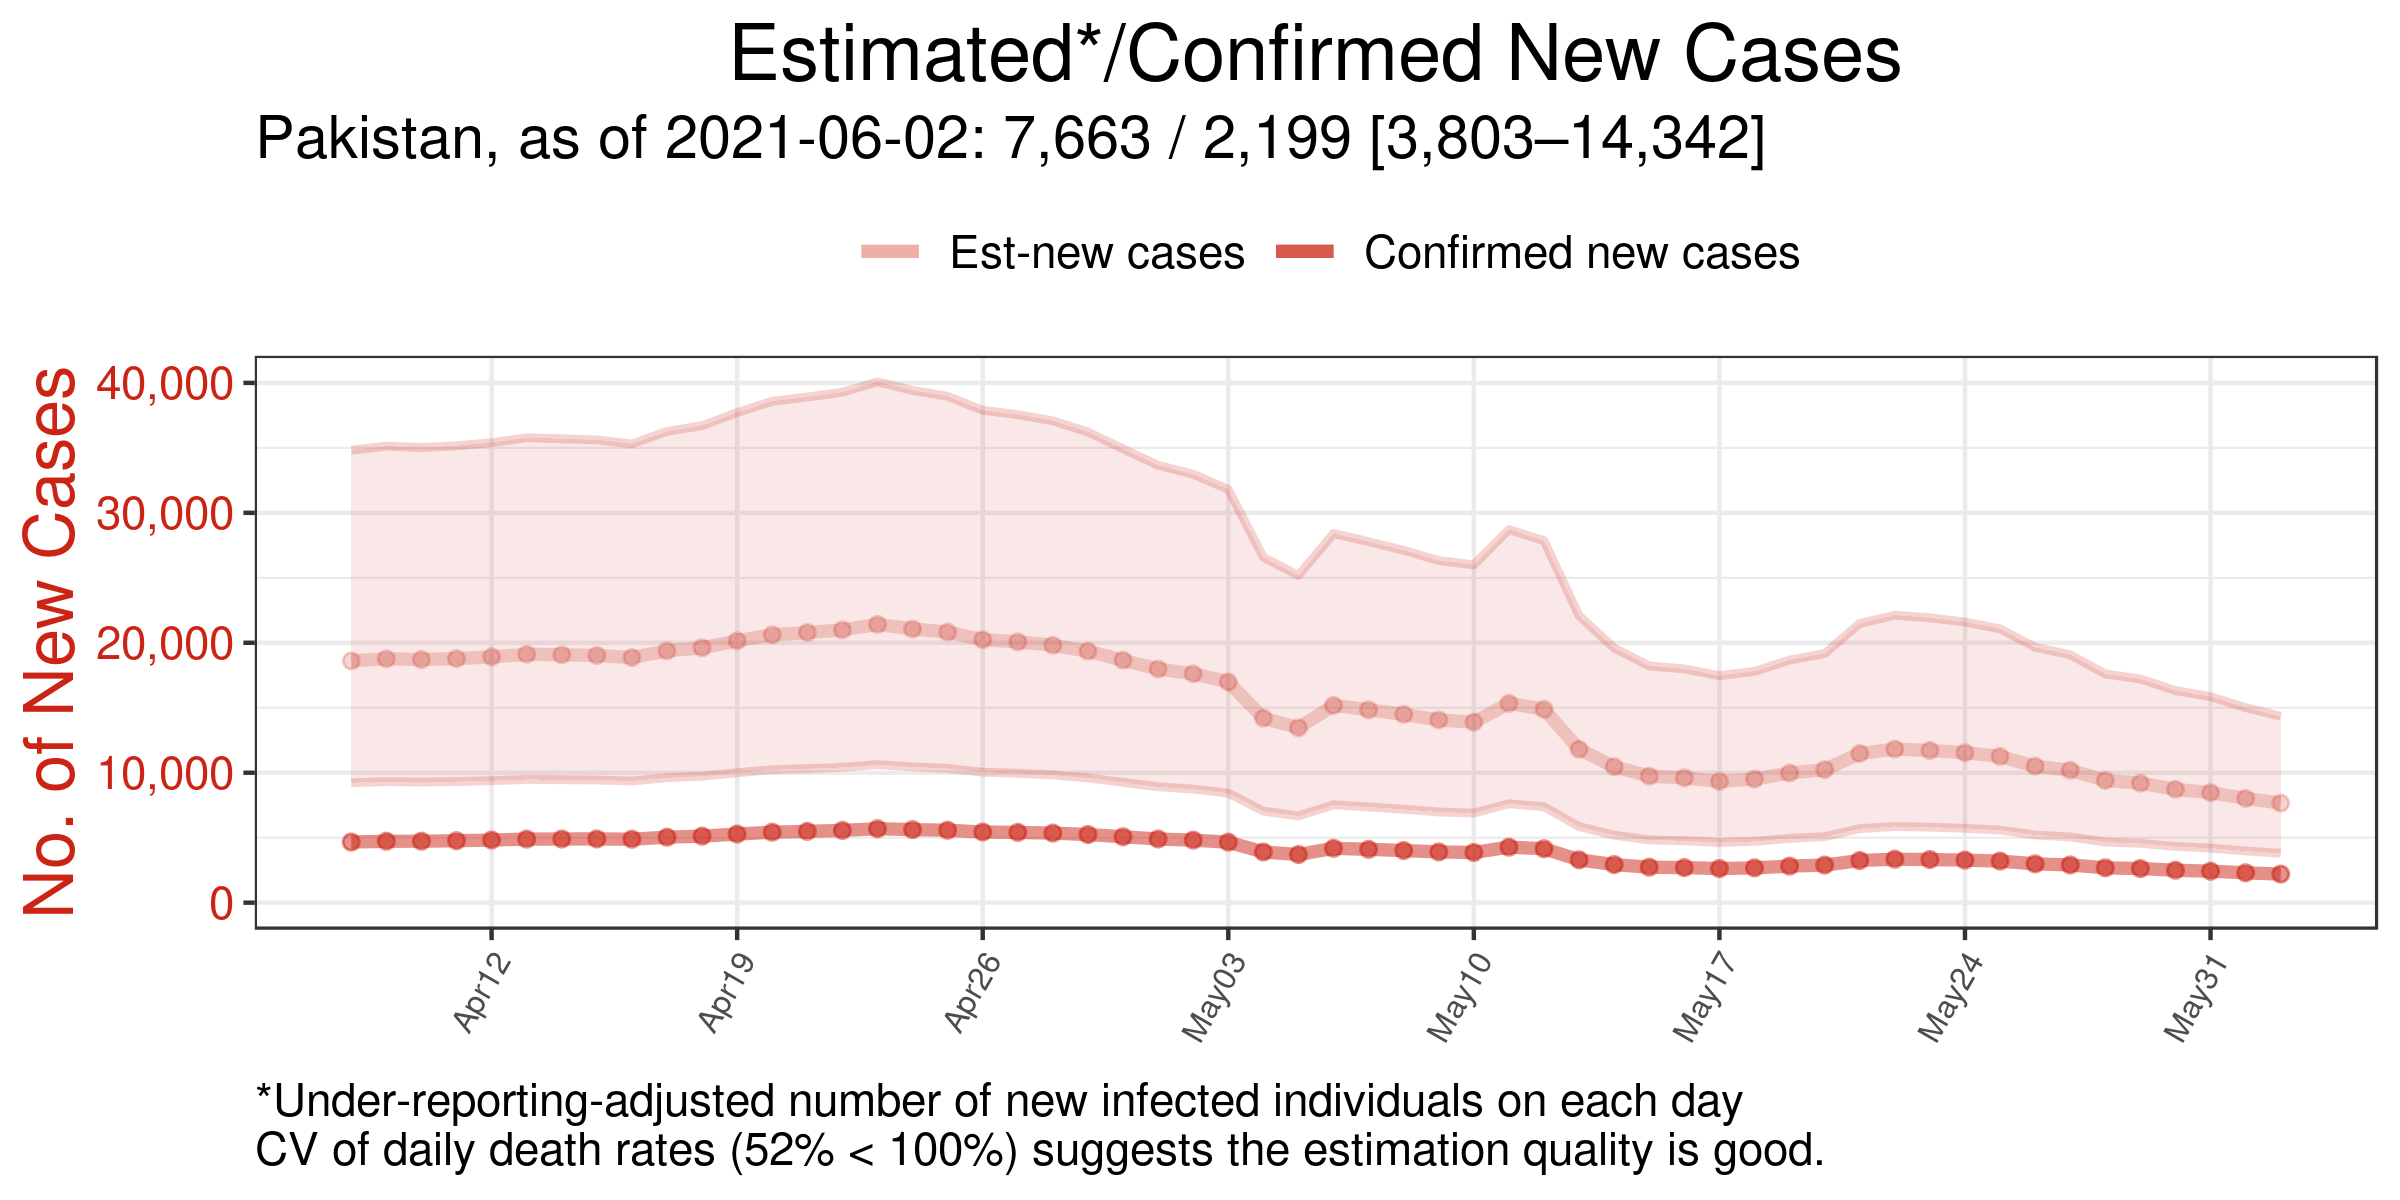 Estimated*/Confirmed New Cases
Pakistan, as of 2021-06-02: 7,663 / 2,199 [3,803–14,342]
Est-new cases
Confirmed new cases
No. of New Cases
40,000
30,000
20,000
10,000
0
Apr12
Apr19
Apr26
May03
May10
May17
May24
May31
*Under-reporting-adjusted number of new infected individuals on each day
CV of daily death rates (52% < 100%) suggests the estimation quality is good.